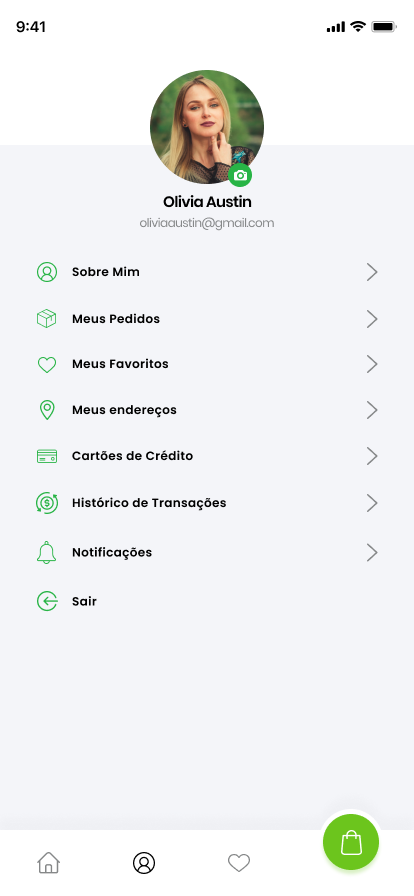 9:41
Olivia Austin
oliviaaustin@gmail.com
Sobre Mim
Meus Pedidos
Meus Favoritos
Meus endereços
Cartões de Crédito
Histórico de Transações
Notificações
Sair